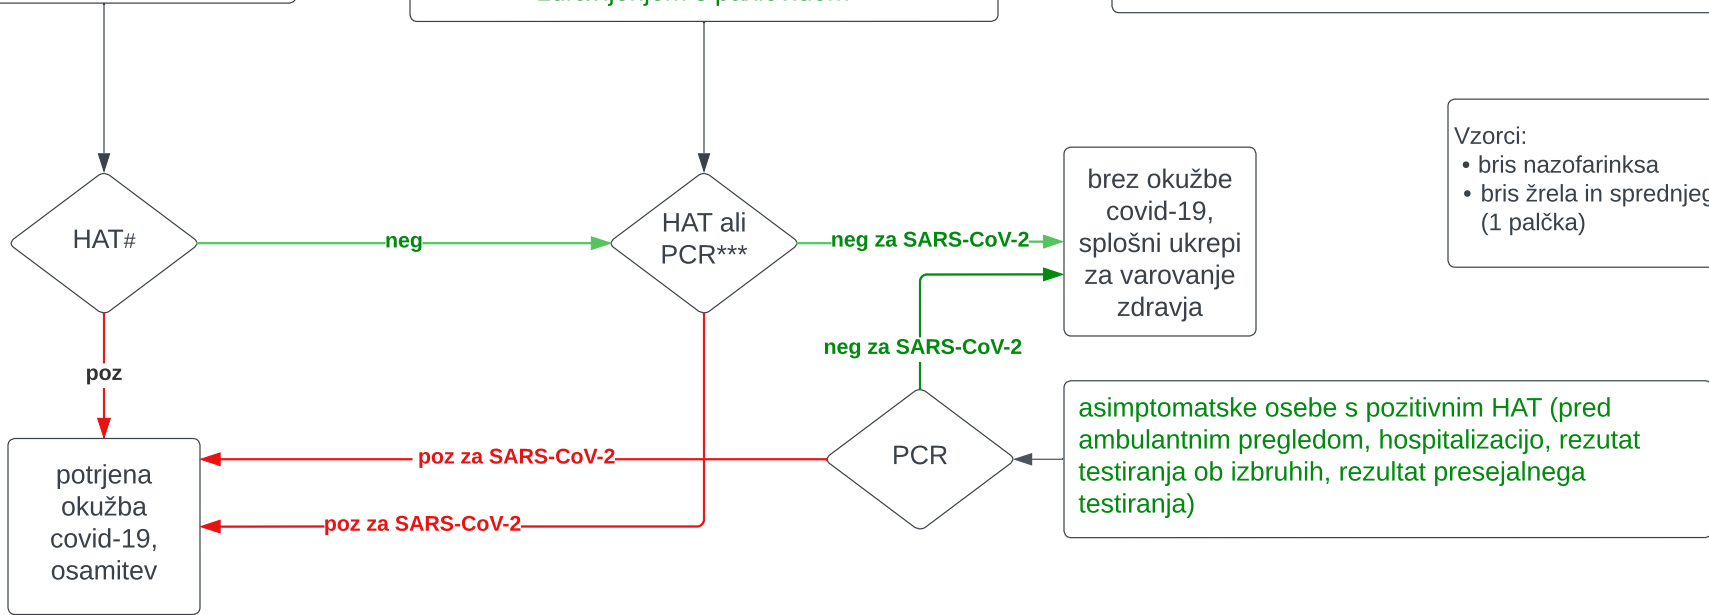 HAT#
neg
HAT ali
PCR***
neg za SARS-CoV-2
brez okužbe
covid-19,
splošni ukrepi
za varovanje
zdravja
Vzorci:
• bris nazofarinksa
• bris žrela in
(1 palčka)
poz
neg za SARS-CoV-2
asimptomatske osebe s pozitivnim HAT (pred
ambulantnim pregledom, hospitalizacijo, rezutat
testiranja ob izbruhih, rezultat presejalnega
testiranja)
PCR
poz za SARS-CoV-2
poz za SARS-CoV-2
potrjena
okužba
covid-19,
osamitev